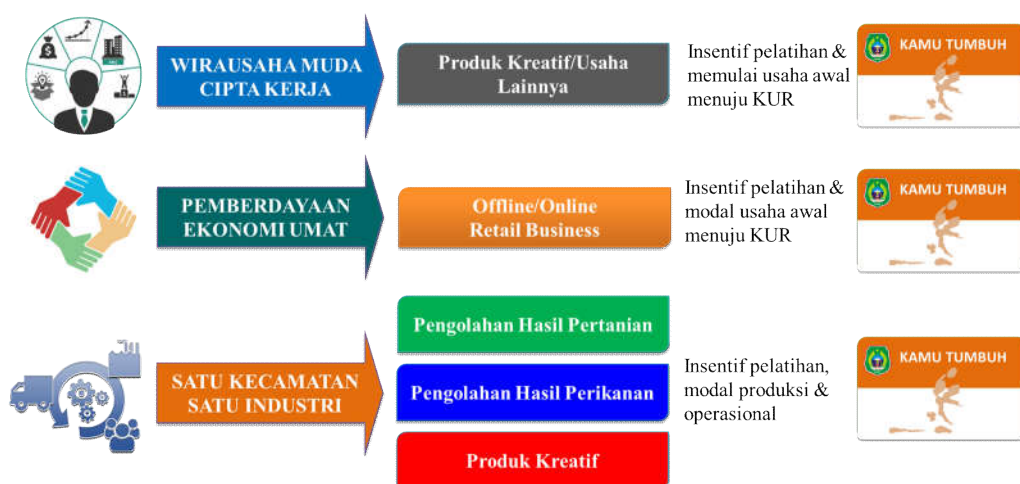 WIRAUSAHA MUDA
CIPTA KERJA
Produk Kreatif/Usaha
Lainnya
Insentif pelatihan &
memulai usaha awal
menuju KUR
KAMU TUMBUH
PEMBERDAYAAN
EKONOMI UMAT
Offline/Online
Retail Business
Insentif pelatihan &
modal usaha awal
menuju KUR
KAMU TUMBUH
SATU KECAMATAN
SATU INDUSTRI
Pengolahan Hasil Pertanian
Pengolahan Hasil Perikanan
Produk Kreatif
Insentif pelatihan,
modal produksi &
operasional
KAMU TUMBUH